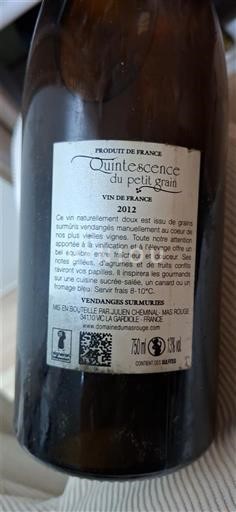 PRODUIT DE FRANCE
Quintescence
du petit grain
VIN DE FRANCE
2012
Ce vin naturellement doux est issu de grains
surmûris vendangés manuellement au coeur de
nos plus vieilles vignes. Toute notre attention
apportée à la vinification et à l'élevage offre un
bel équilibre entre fraîcheur et douceur. Ses
notes grillées, d'agrumes et de fruits confits
raviront vos papilles. Il inspirera les gourmands
sur une cuisine sucrée-salée, un canard ou un
fromage bleu. Servir frais 8-10°C.
VENDANGES SURMURIES
MIS EN BOUTEILLE PAR JULIEN CHEMINAL - MAS ROUGE
34110 VIC LA GARDIOLE - FRANCE
www.domainedumasrouge.com
750 ml 13% vol.
CONTIENT DES SULFITES